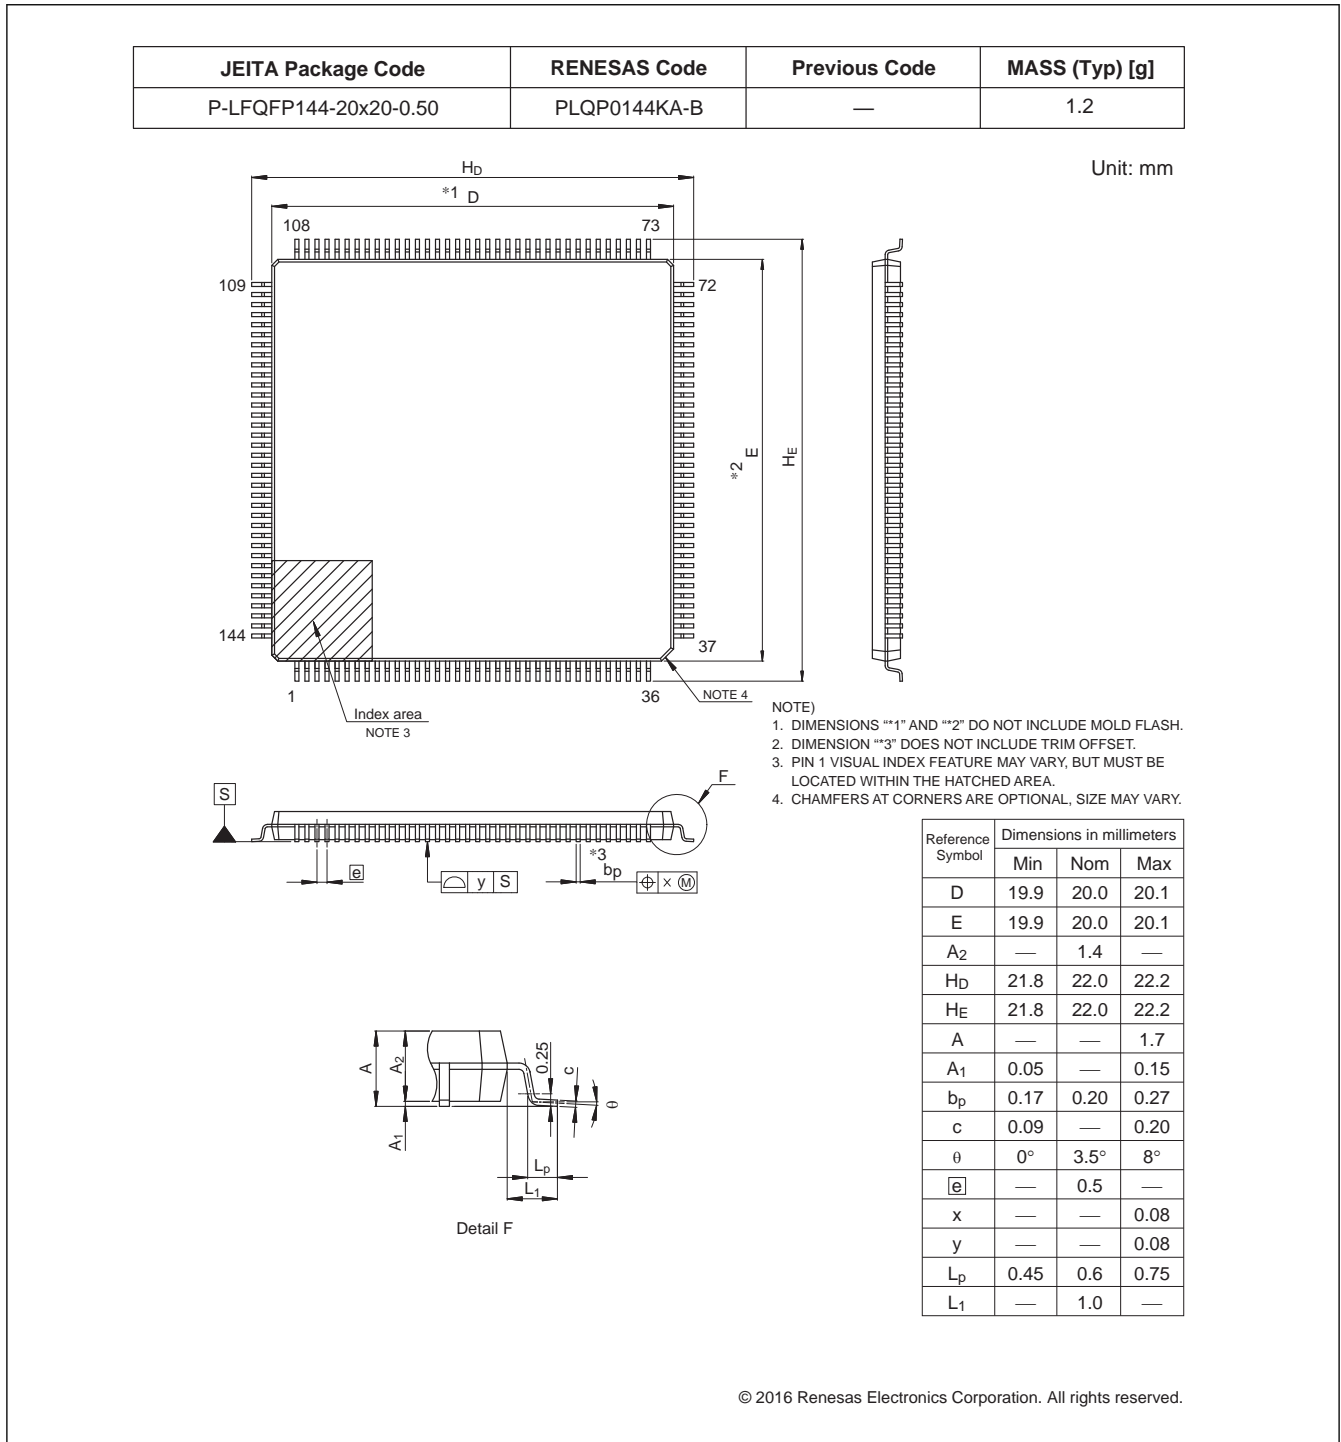 JEITA Package Code RENESAS Code Previous Code MASS (Typ) [g]
P-LFQFP144-20x20-0.50 PLQP0144KA-B — 1.2
Unit: mm
HD
*1 D
108 73
109 72
*2 E
HE
144 37
1 36
NOTE 4
Index area
NOTE 3
NOTE)
1. DIMENSIONS “*1” AND “*2” DO NOT INCLUDE MOLD FLASH.
2. DIMENSION “*3” DOES NOT INCLUDE TRIM OFFSET.
3. PIN 1 VISUAL INDEX FEATURE MAY VARY, BUT MUST BE
LOCATED WITHIN THE HATCHED AREA.
4. CHAMFERS AT CORNERS ARE OPTIONAL, SIZE MAY VARY.
S
F
e
y S
*3
bp
× Ⓜ
A
A2
A1
0.25
c
θ
Lp
L1
Detail F
Reference Symbol Dimensions in millimeters
Min Nom Max
D 19.9 20.0 20.1
E 19.9 20.0 20.1
A2 — 1.4 —
HD 21.8 22.0 22.2
HE 21.8 22.0 22.2
A — — 1.7
A1 0.05 — 0.15
bp 0.17 0.20 0.27
c 0.09 — 0.20
θ 0° 3.5° 8°
e — 0.5 —
x — — 0.08
y — — 0.08
Lp 0.45 0.6 0.75
L1 — 1.0 —
© 2016 Renesas Electronics Corporation. All rights reserved.